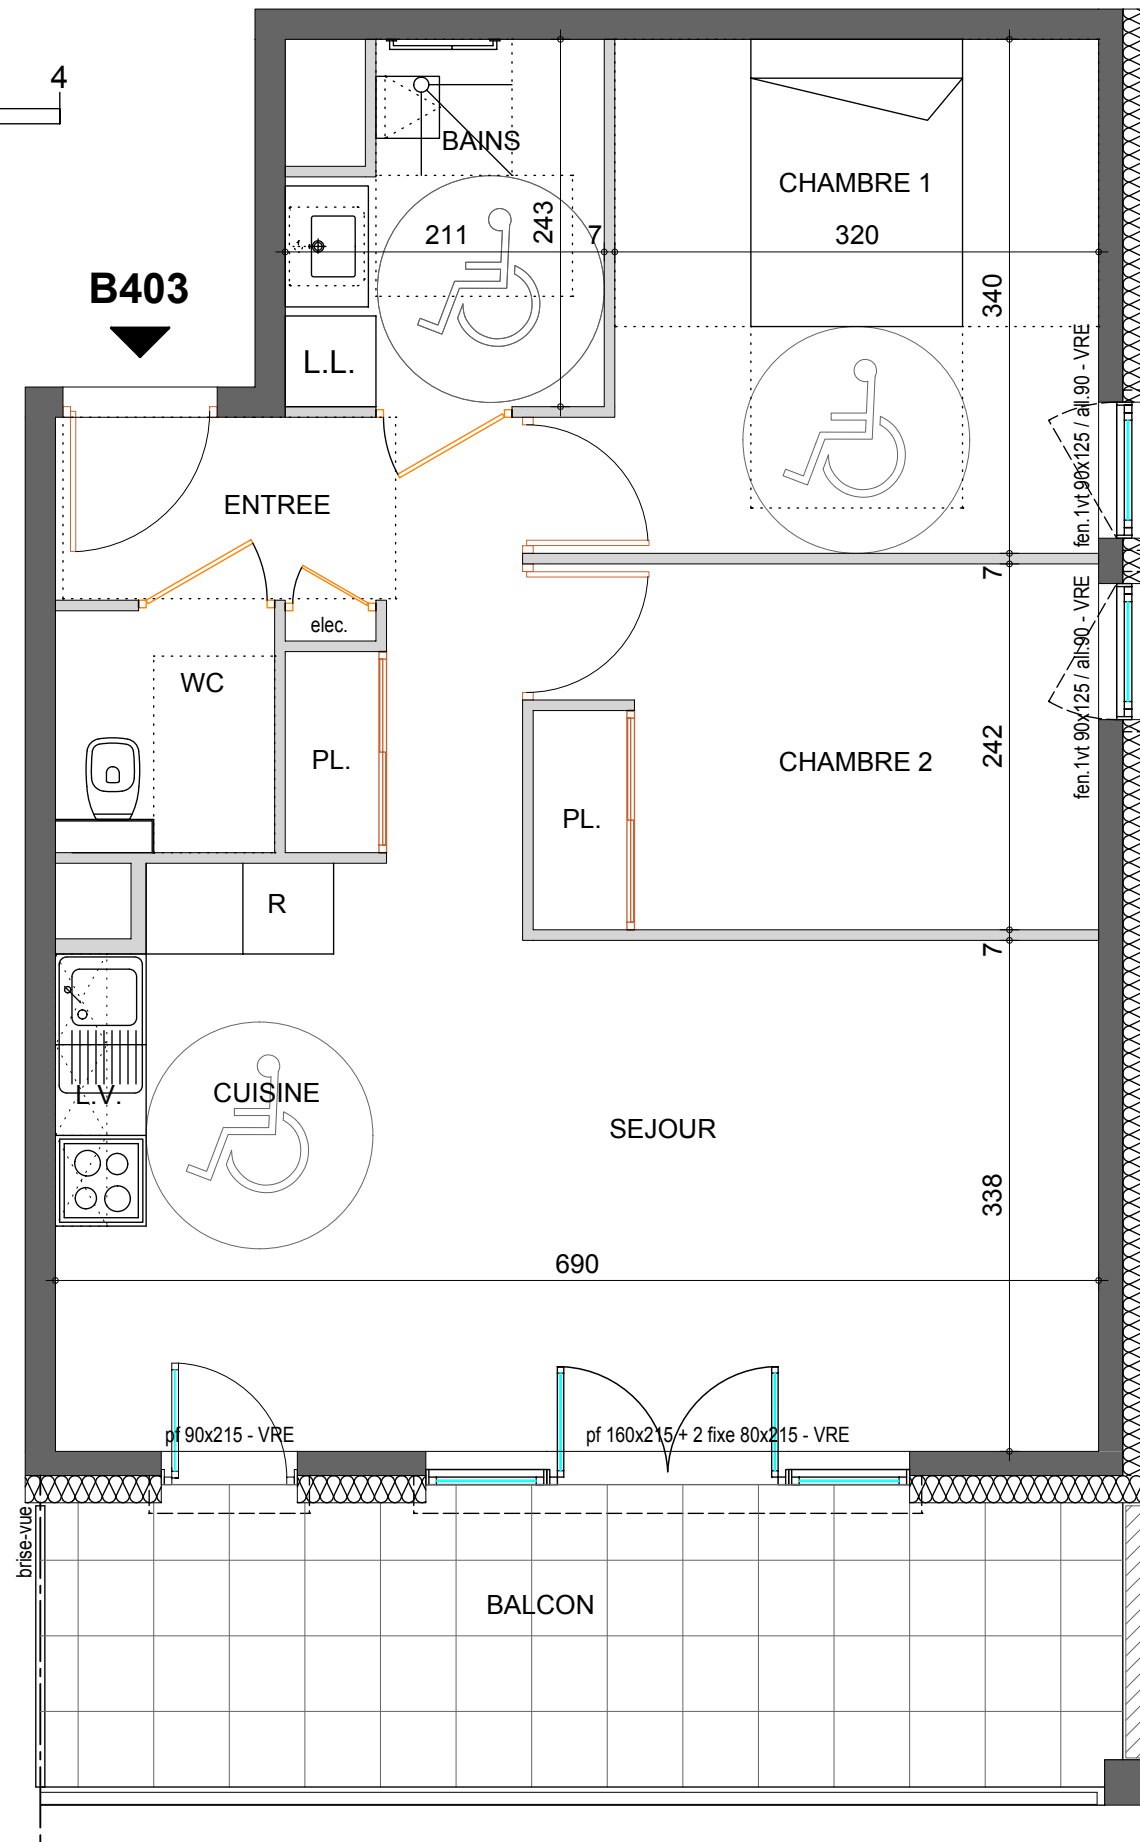 4
B403
BAINS
CHAMBRE 1
211
243
7
320
340
L.L.
fen.1vt 90x125 / all.90 - VRE
ENTREE
elec.
7
fen.1vt 90x125 / all.90 - VRE
WC
PL.
242
CHAMBRE 2
PL.
R
7
L.V.
CUISINE
SEJOUR
338
690
pf 90x215 - VRE
pf 160x215 + 2 fixe 80x215 - VRE
brise-vue
BALCON